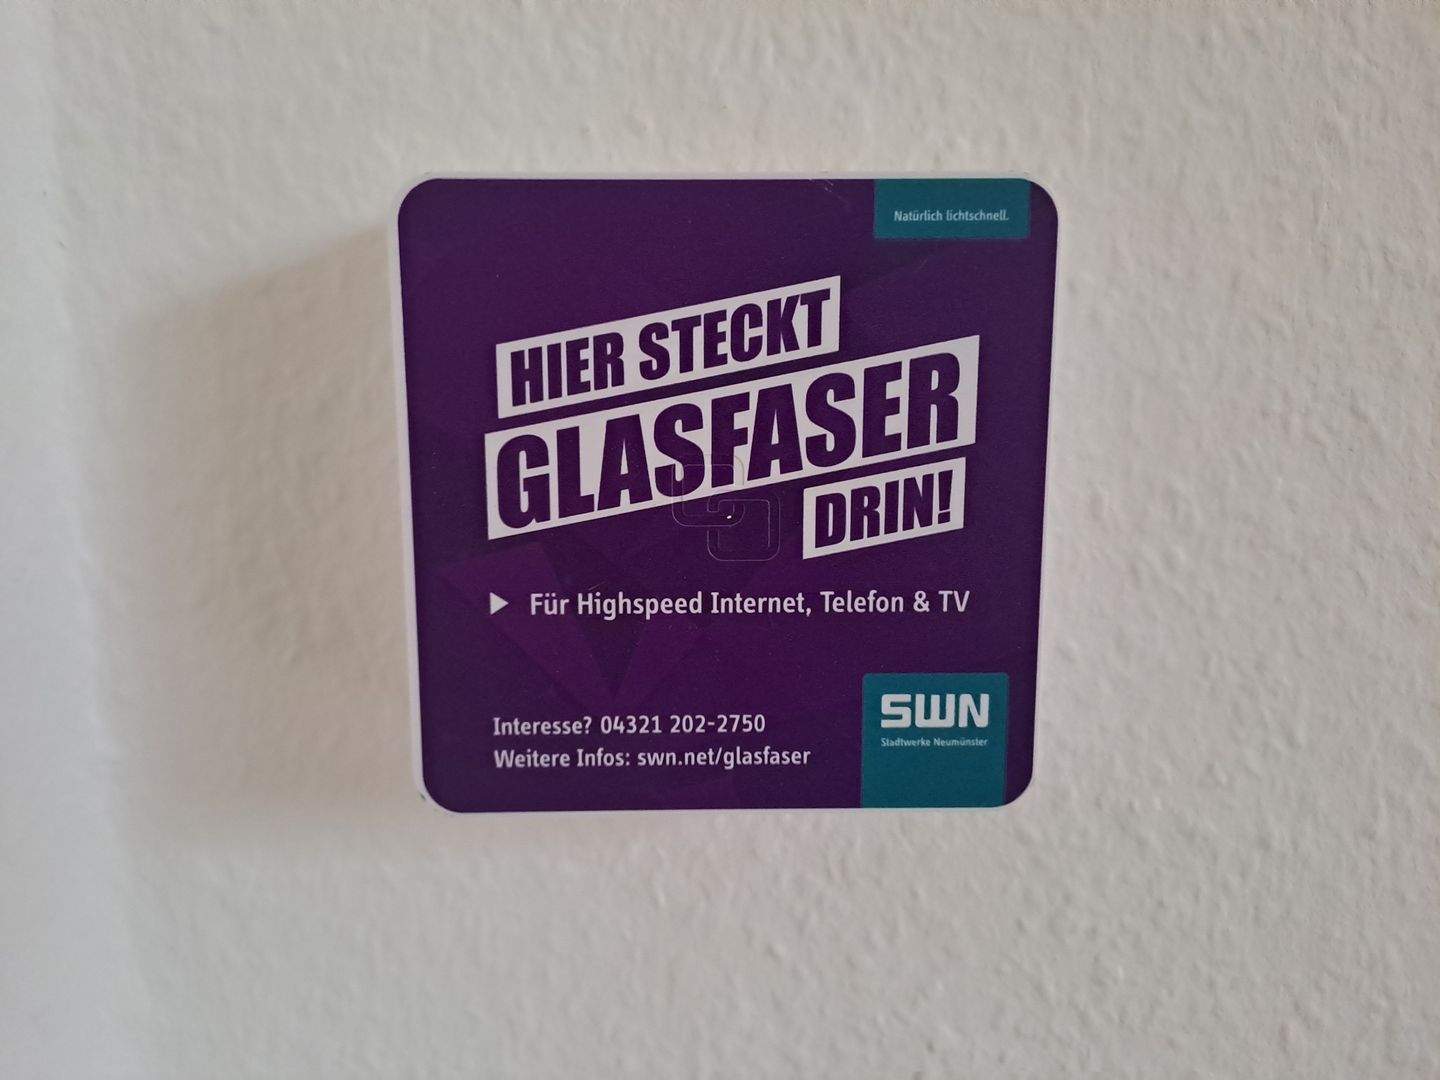 Natürlich lichtschnell.
HIER STECKT
GLASFASER
DRIN!
Für Highspeed Internet, Telefon & TV
Interesse? 04321 202-2750
Weitere Infos: swn.net/glasfaser
SWN
Stadtwerke Neumünster